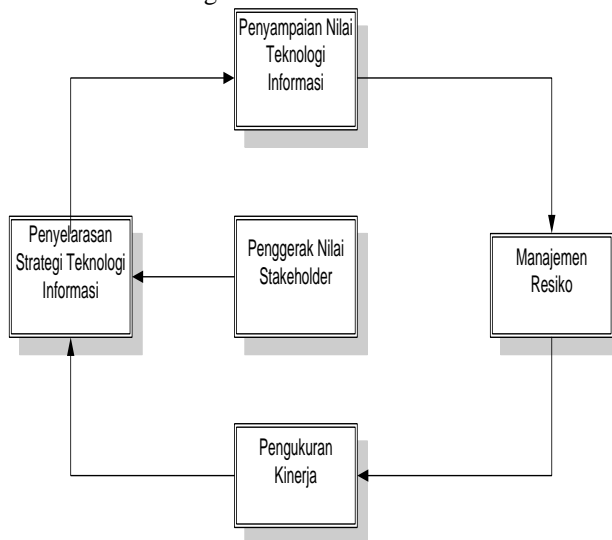 Penyampaian Nilai
Teknologi
Informasi
Penyelarasan
Strategi Teknologi
Informasi
Penggerak Nilai
Stakeholder
Manajemen
Resiko
Pengukuran
Kinerja